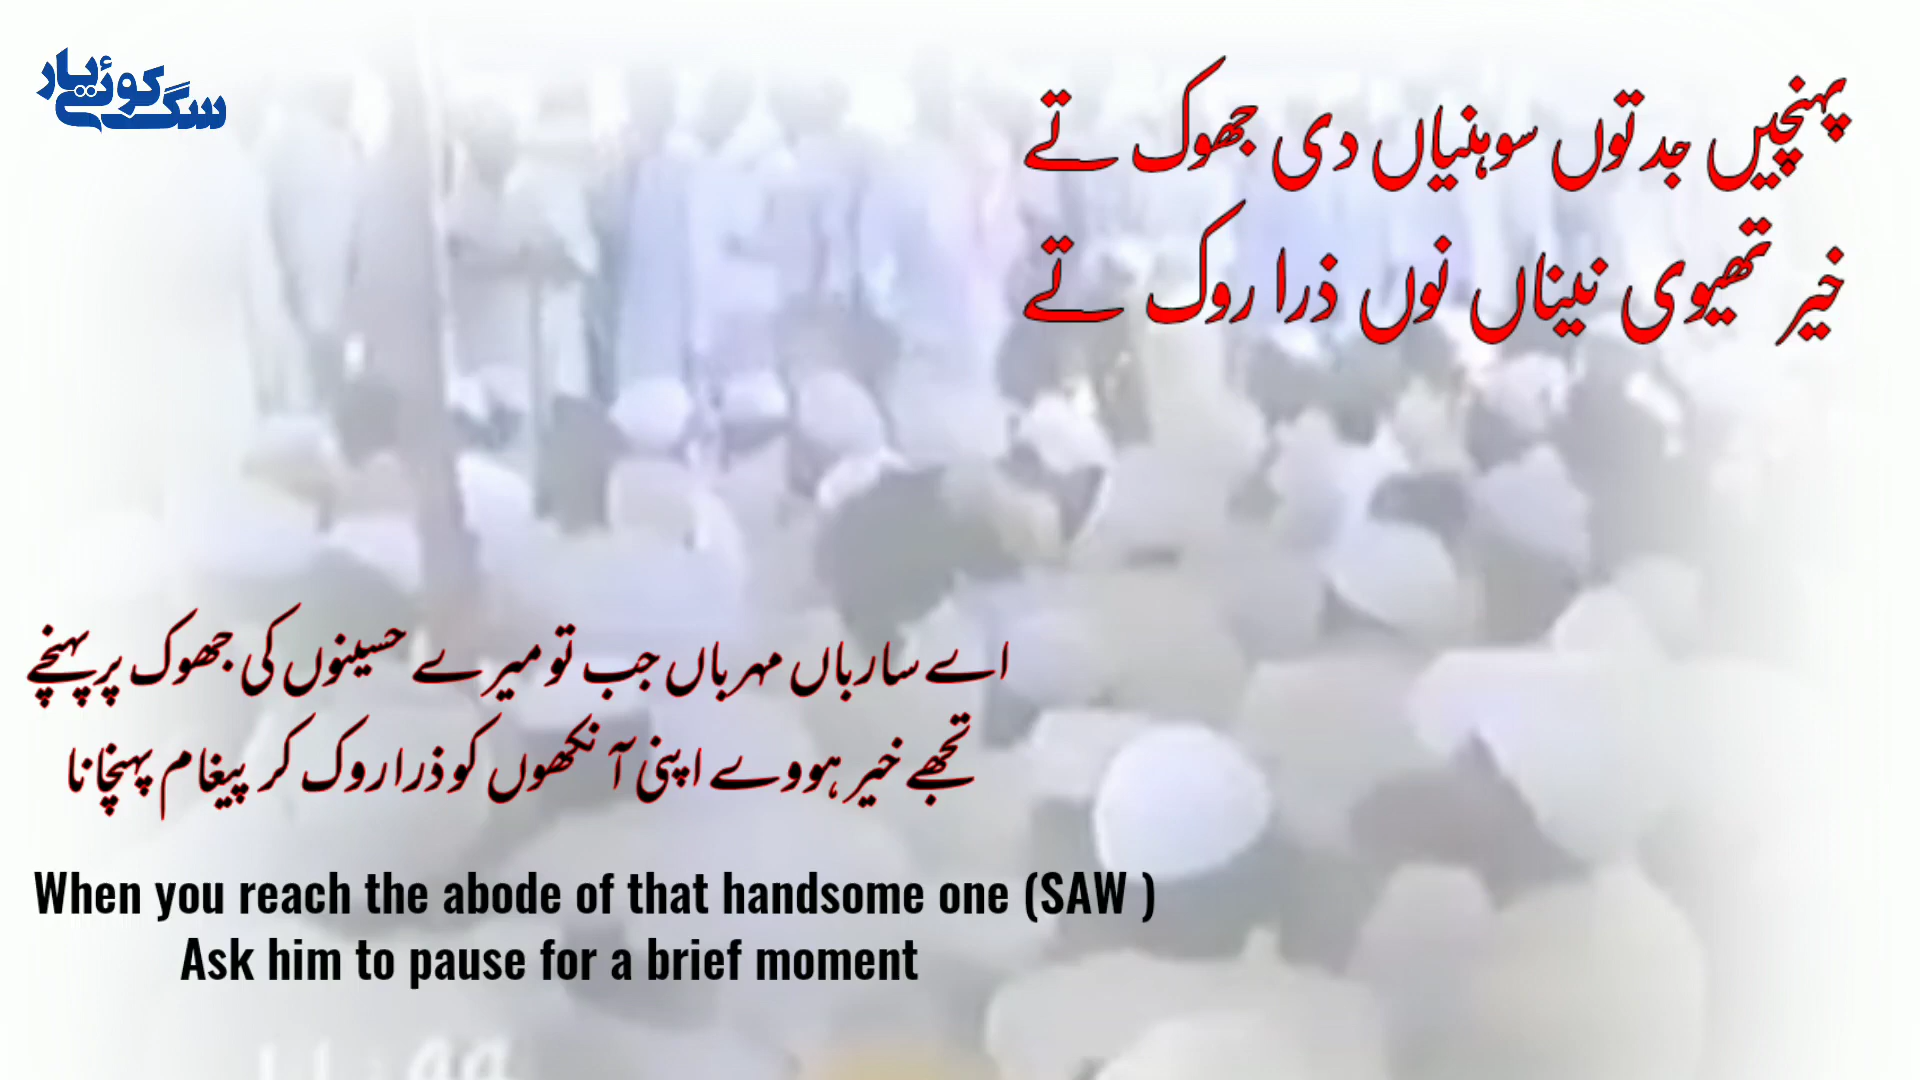 سگ کوئے یار
پہنچیں جد توں سوہنیاں دی جھوک تے
خیر تھیوی نیناں نوں ذرا روک تے
اے سارباں مہرباں جب تو میرے حسینوں کی جھوک پر پہنچے
تجھے خیر ہووے اپنی آنکھوں کو ذرا روک کر پیغام پہنچانا
When you reach the abode of that handsome one (SAW )
Ask him to pause for a brief moment